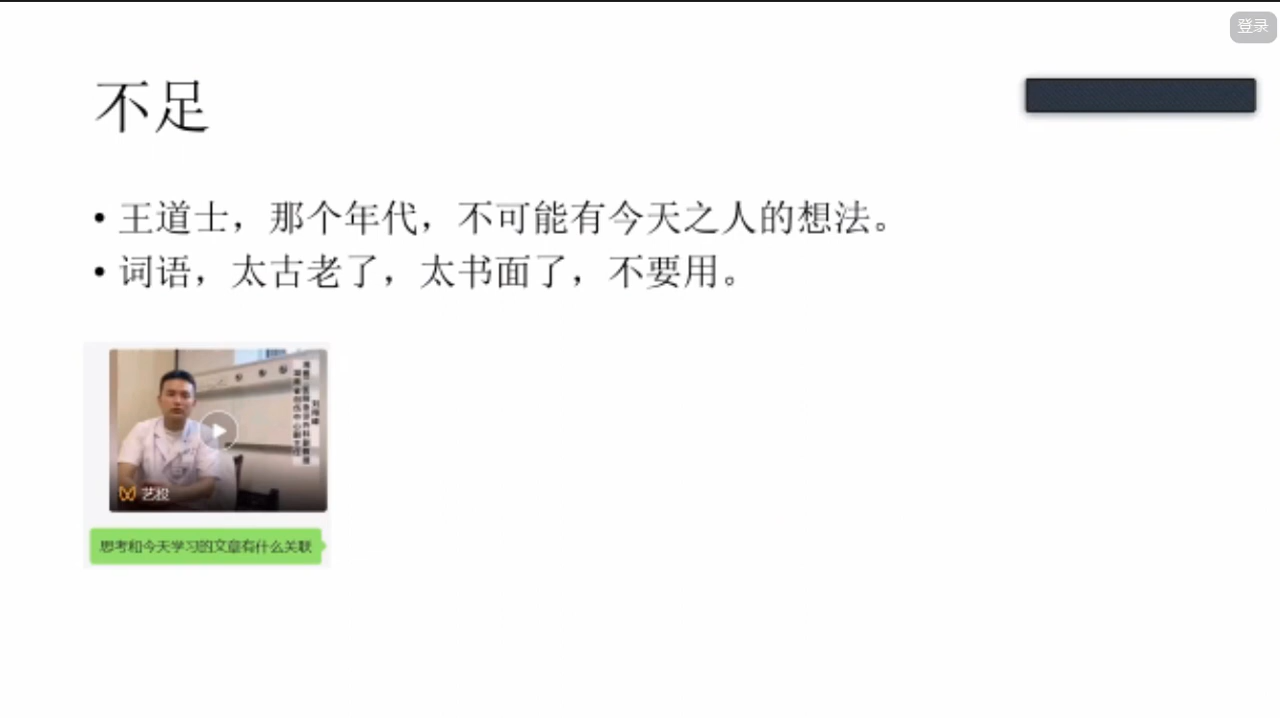 登录
不足
• 王道士，那个年代，不可能有今天之人的想法。
• 词语，太古老了，太书面了，不要用。
艺投
思考和今天学习的文章有什么关联